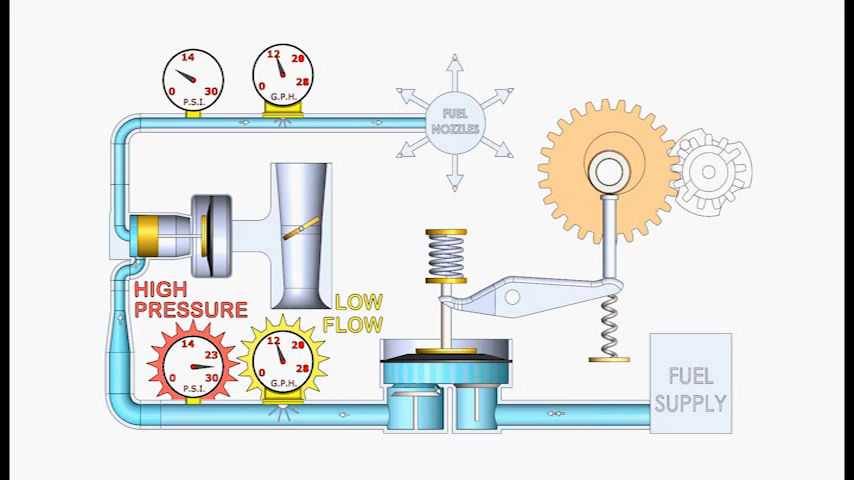 14
0
30
P.S.I.
12
20
28
G.P.H.
FUEL
NOZZLES
HIGH
PRESSURE
LOW
FLOW
14
23
0
30
P.S.I.
12
20
0
28
G.P.H.
FUEL
SUPPLY